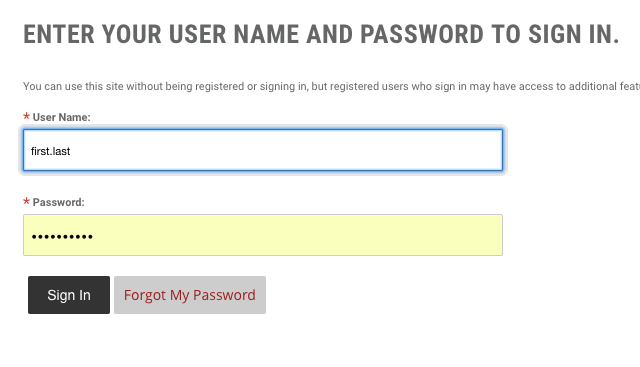 ENTER YOUR USER NAME AND PASSWORD TO SIGN IN.
You can use this site without being registered or signing in, but registered users who sign in may have access to additional
* User Name:
first.last
* Password:
••••••••••
Sign In
Forgot My Password